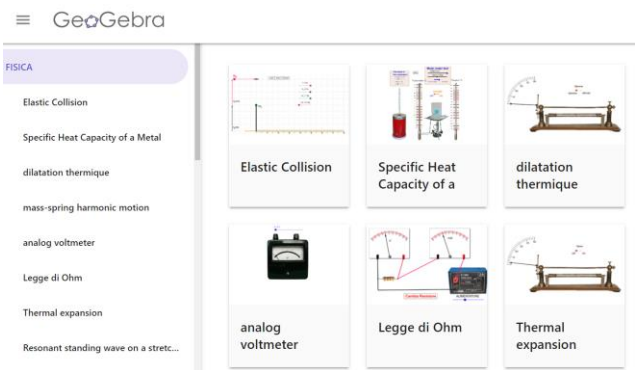 GeoGebra
FISICA
Elastic Collision
Specific Heat Capacity of a Metal
dilatation thermique
mass-spring harmonic motion
analog voltmeter
Legge di Ohm
Thermal expansion
Resonant standing wave on a stretc...
Elastic Collision
Specific Heat
Capacity of a
dilatation
thermique
analog
voltmeter
Legge di Ohm
Thermal
expansion